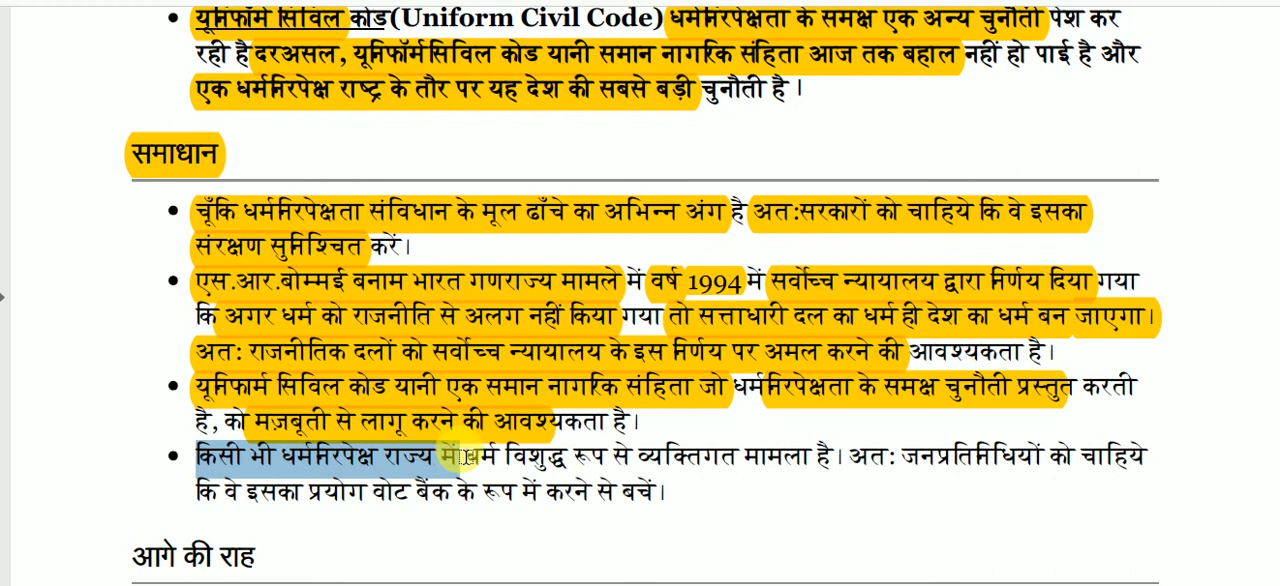 यूनिफॉर्म सिविल कोड(Uniform Civil Code) धर्मनिरपेक्षता के समक्ष एक अन्य चुनौती पेश कर
रही है दरअसल, यूनिफॉर्म सिविल कोड यानी समान नागरिक संहिता आज तक बहाल नहीं हो पाई है और
एक धर्मनिरपेक्ष राष्ट्र के तौर पर यह देश की सबसे बड़ी चुनौती है ।
समाधान
चूँकि धर्मनिरपेक्षता संविधान के मूल ढाँचे का अभिन्न अंग है अत:सरकारों को चाहिये कि वे इसका
संरक्षण सुनिश्चित करें।
एस.आर.बोम्मई बनाम भारत गणराज्य मामले में वर्ष 1994 में सर्वोच्च न्यायालय द्वारा निर्णय दिया गया
कि अगर धर्म को राजनीति से अलग नहीं किया गया तो सत्ताधारी दल का धर्म ही देश का धर्म बन जाएगा।
अत: राजनीतिक दलों को सर्वोच्च न्यायालय के इस निर्णय पर अमल करने की आवश्यकता है।
यूनिफार्म सिविल कोड यानी एक समान नागरिक संहिता जो धर्मनिरपेक्षता के समक्ष चुनौती प्रस्तुत करती
है, को मज़बूती से लागू करने की आवश्यकता है।
किसी भी धर्मनिरपेक्ष राज्य में धर्म विशुद्ध रूप से व्यक्तिगत मामला है। अत: जनप्रतिनिधियों को चाहिये
कि वे इसका प्रयोग वोट बैंक के रूप में करने से बचें।
आगे की राह